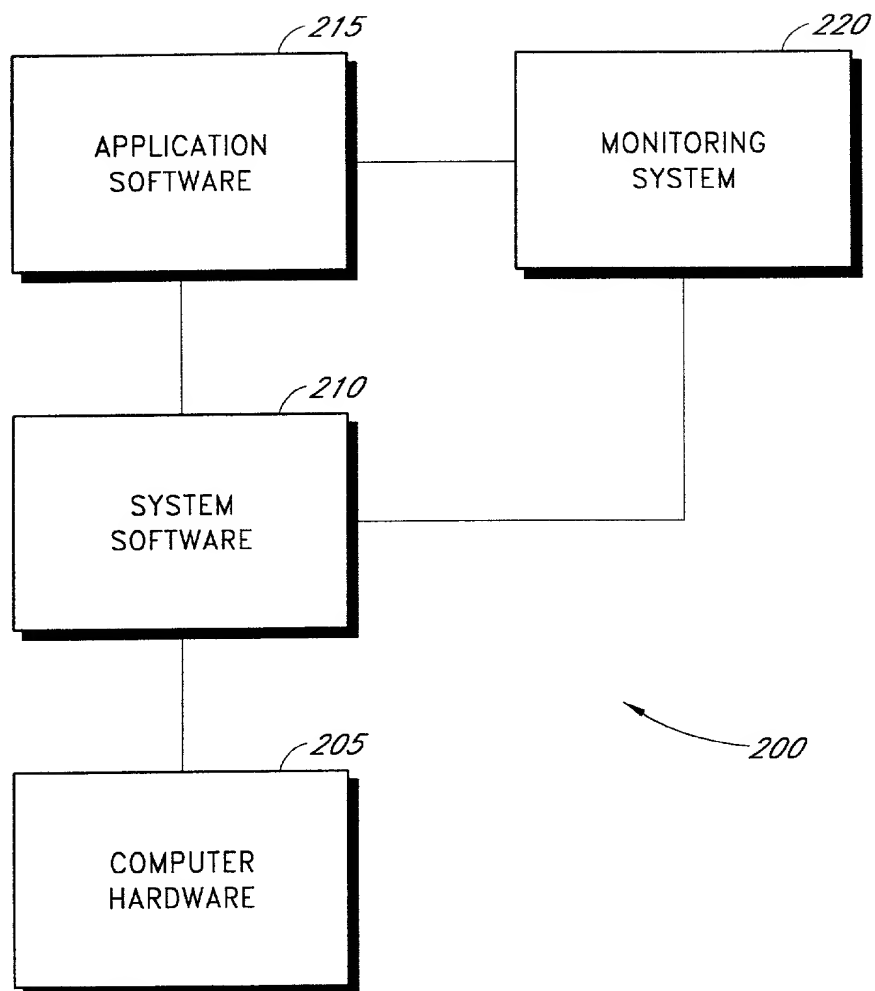 215
220
APPLICATION
SOFTWARE
MONITORING
SYSTEM
210
SYSTEM
SOFTWARE
200
205
COMPUTER
HARDWARE